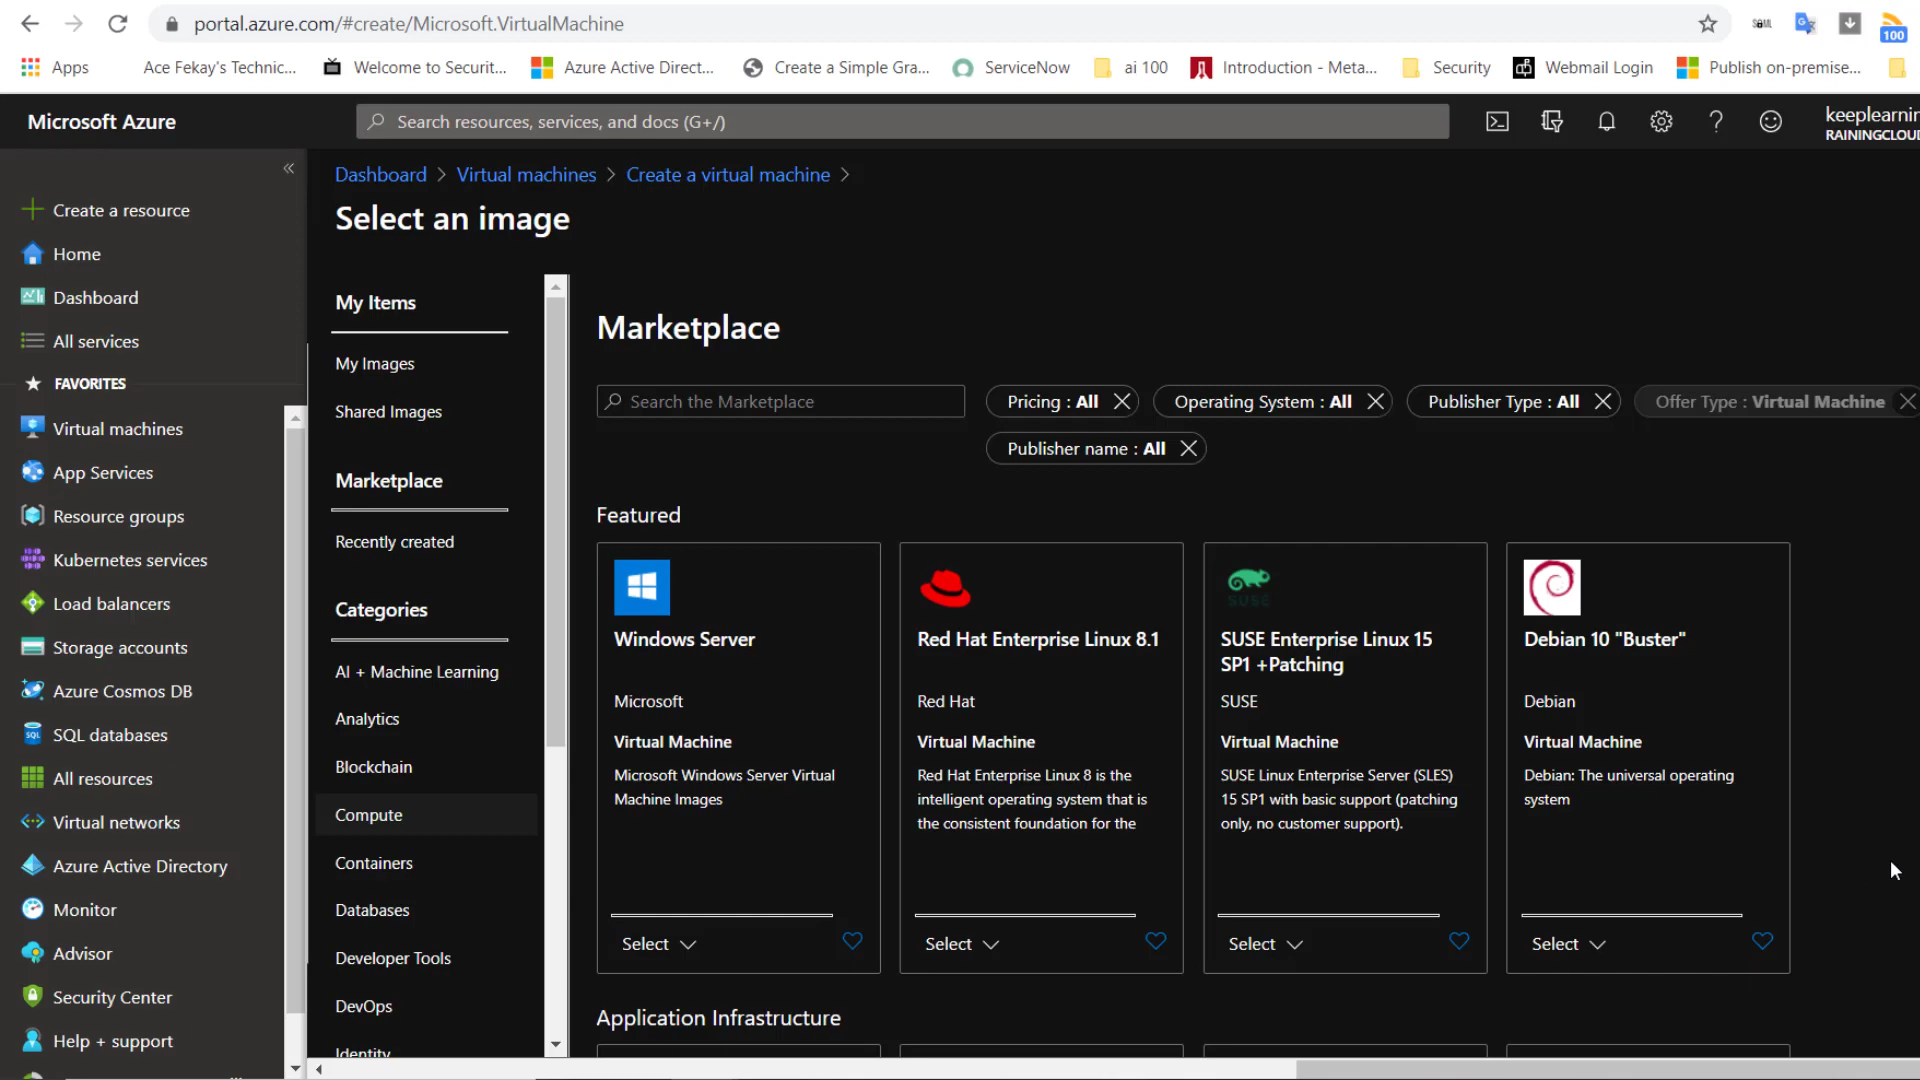 portal.azure.com/#create/Microsoft.VirtualMachine
SAML
100
Apps
Ace Fekay's Technic...
Welcome to Securit...
Azure Active Direct...
Create a Simple Gra...
ServiceNow
ai 100
Introduction - Meta...
Security
Webmail Login
Publish on-premise...
Microsoft Azure
Search resources, services, and docs (G+/)
keeplearnin
RAININGCLOUD
«
Dashboard > Virtual machines > Create a virtual machine >
Select an image
Create a resource
Home
Dashboard
All services
FAVORITES
Virtual machines
App Services
Resource groups
Kubernetes services
Load balancers
Storage accounts
Azure Cosmos DB
SQL databases
All resources
Virtual networks
Azure Active Directory
Monitor
Advisor
Security Center
Help + support
My Items
My Images
Shared Images
Marketplace
Recently created
Categories
AI + Machine Learning
Analytics
Blockchain
Compute
Containers
Databases
Developer Tools
DevOps
Identity
Marketplace
Search the Marketplace
Pricing : All
Operating System : All
Publisher Type : All
Offer Type : Virtual Machine
Publisher name : All
Featured
Windows Server
Microsoft
Virtual Machine
Microsoft Windows Server Virtual
Machine Images
Select
Red Hat Enterprise Linux 8.1
Red Hat
Virtual Machine
Red Hat Enterprise Linux 8 is the
intelligent operating system that is
the consistent foundation for the
Select
SUSE
SUSE Enterprise Linux 15
SP1 +Patching
SUSE
Virtual Machine
SUSE Linux Enterprise Server (SLES)
15 SP1 with basic support (patching
only, no customer support).
Select
Debian 10 "Buster"
Debian
Virtual Machine
Debian: The universal operating
system
Select
Application Infrastructure